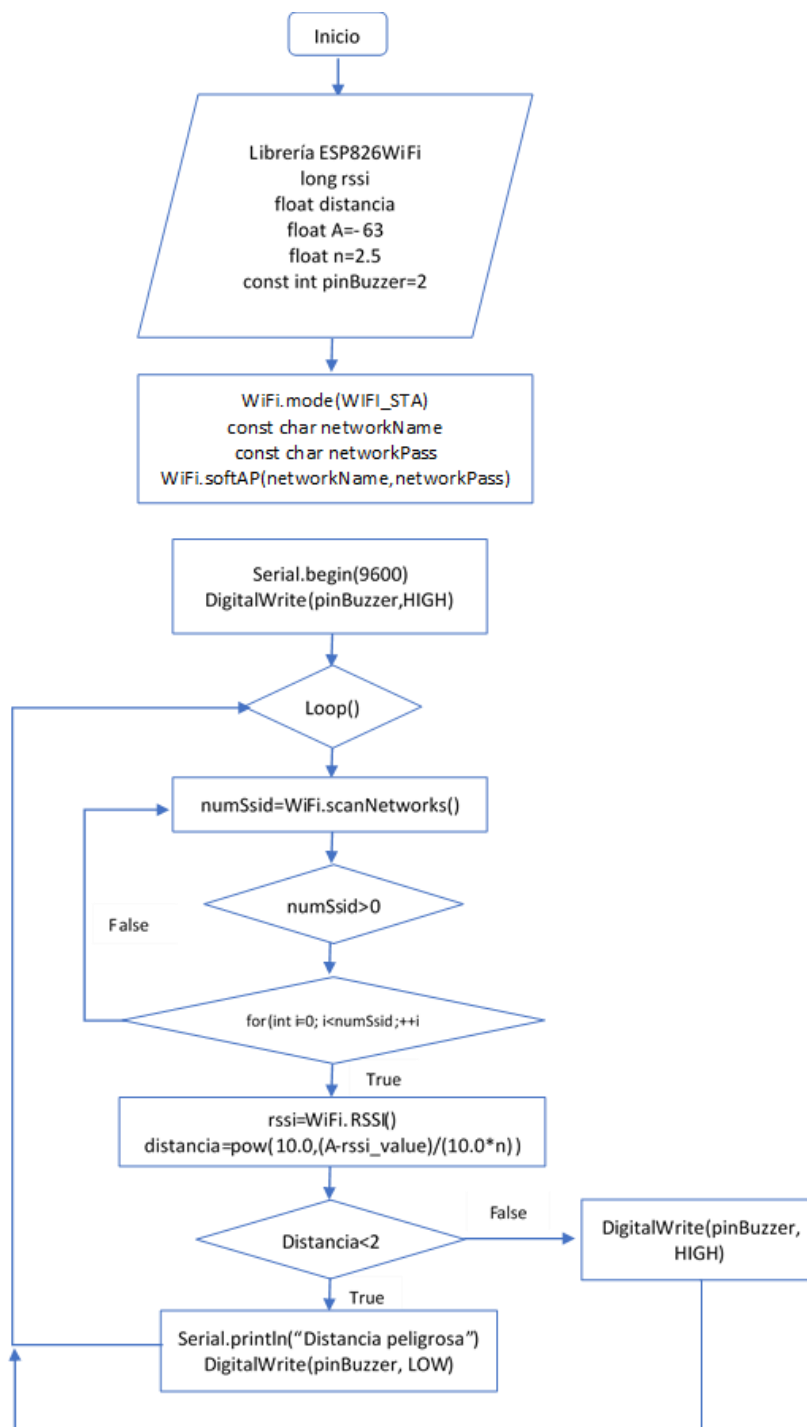 Inicio
Librería ESP826WiFi
long rssi
float distancia
float A=- 63
float n=2.5
const int pinBuzzer=2
WiFi.mode(WIFI_STA)
const char networkName
const char networkPass
WiFi.softAP(networkName,networkPass)
Serial.begin(9600)
DigitalWrite(pinBuzzer,HIGH)
Loop()
numSsid=WiFi.scanNetworks()
numSsid>0
False
for(int i=0; i<numSsid;++i
True
rssi=WiFi.RSSI()
distancia=pow(10.0,(A-rssi_value)/(10.0*n))
Distancia<2
False
DigitalWrite(pinBuzzer,
HIGH)
True
Serial.println(“Distancia peligrosa”)
DigitalWrite(pinBuzzer, LOW)